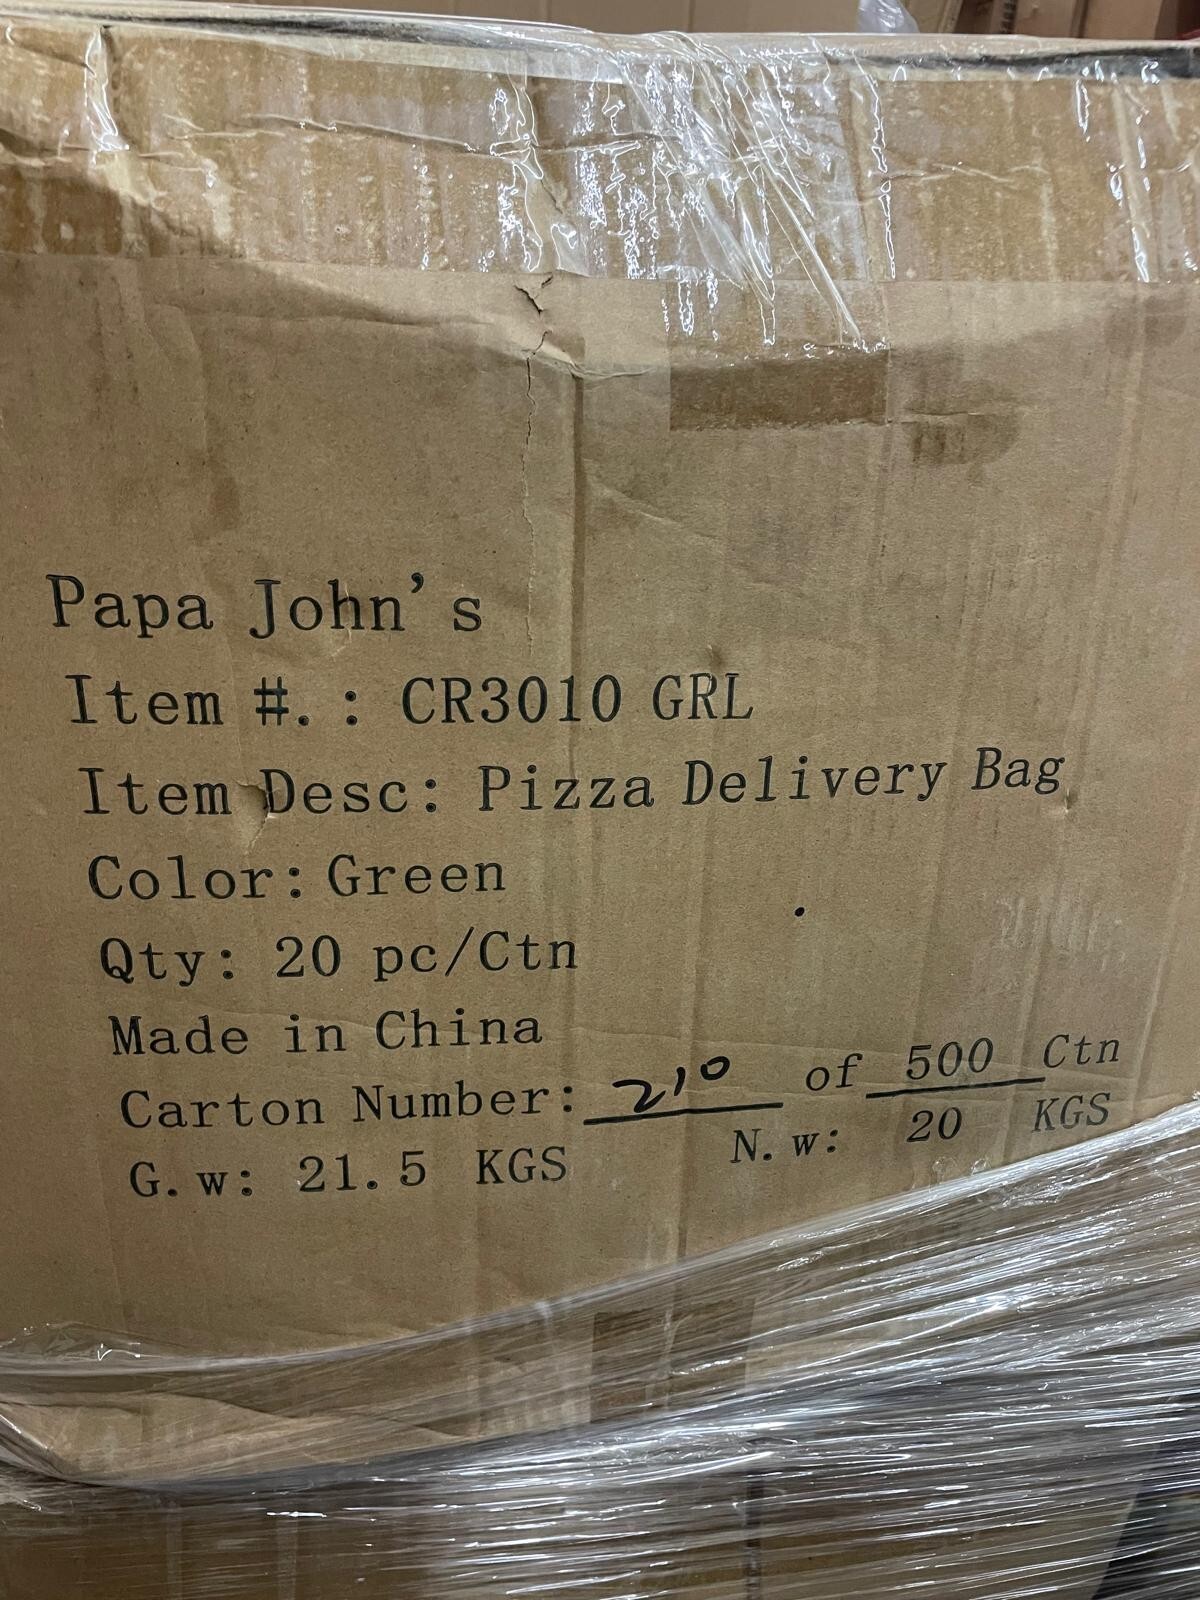 Papa John's
Item #.: CR3010 GRL
Item Desc: Pizza Delivery Bag
Color: Green
Qty: 20 pc/Ctn
Made in China
Carton Number: 210 of 500 Ctn
G.w: 21.5 KGS N.w: 20 KGS